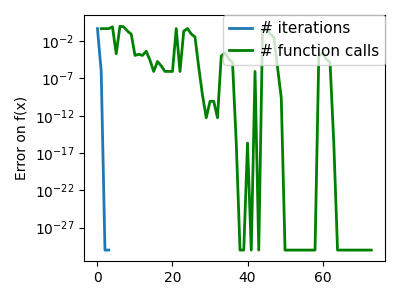 # iterations
# function calls
Error on f(x)
10⁻²
10⁻⁷
10⁻¹²
10⁻¹⁷
10⁻²²
10⁻²⁷
0 20 40 60